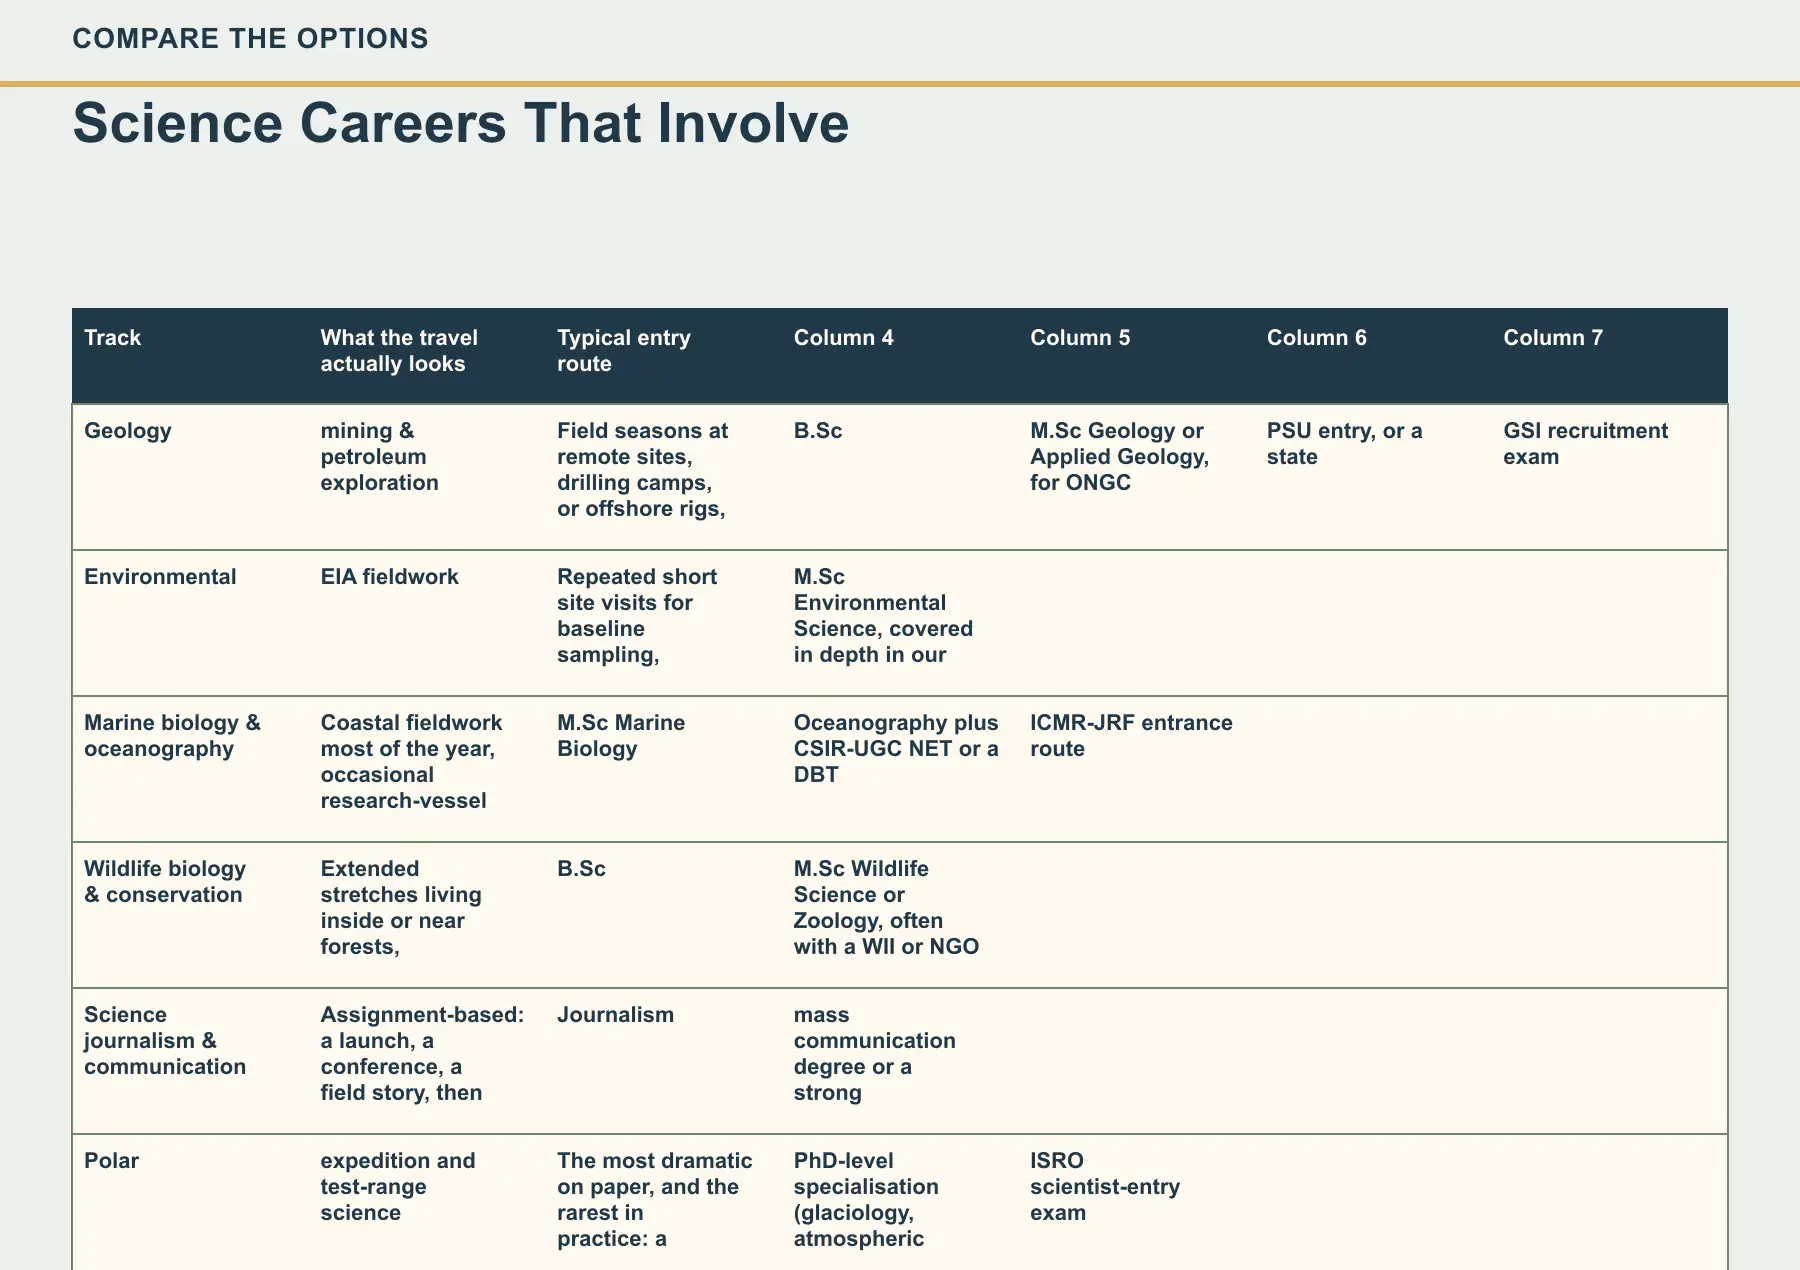 COMPARE THE OPTIONS
Science Careers That Involve
Track
What the travel
actually looks
Typical entry
route
Column 4
Column 5
Column 6
Column 7
Geology
mining &
petroleum
exploration
Field seasons at
remote sites,
drilling camps,
or offshore rigs,
B.Sc
M.Sc Geology or
Applied Geology,
for ONGC
PSU entry, or a
state
GSI recruitment
exam
Environmental
EIA fieldwork
Repeated short
site visits for
baseline
sampling,
M.Sc
Environmental
Science, covered
in depth in our
Marine biology &
oceanography
Coastal fieldwork
most of the year,
occasional
research-vessel
M.Sc Marine
Biology
Oceanography plus
CSIR-UGC NET or a
DBT
ICMR-JRF entrance
route
Wildlife biology
& conservation
Extended
stretches living
inside or near
forests,
B.Sc
M.Sc Wildlife
Science or
Zoology, often
with a WII or NGO
Science
journalism &
communication
Assignment-based:
a launch, a
conference, a
field story, then
Journalism
mass
communication
degree or a
strong
Polar
expedition and
test-range
science
The most dramatic
on paper, and the
rarest in
practice: a
PhD-level
specialisation
(glaciology,
atmospheric
ISRO
scientist-entry
exam